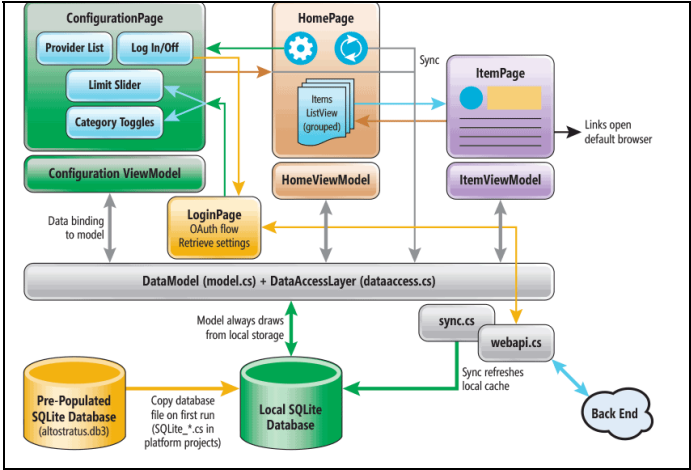 ConfigurationPage
Provider List
Log In/Off
Limit Slider
Category Toggles
Configuration ViewModel
HomePage
Items
ListView
(grouped)
HomeViewModel
Sync
ItemPage
ItemViewModel
Links open
default browser
Data binding
to model
LoginPage
OAuth flow
Retrieve settings
DataModel (model.cs) + DataAccessLayer (dataaccess.cs)
Model always draws
from local storage
sync.cs
webapi.cs
Sync refreshes
local cache
Pre-Populated
SQLite Database
(altostratus.db3)
Copy database
file on first run
(SQLite_*.cs in
platform projects)
Local SQLite
Database
Back End